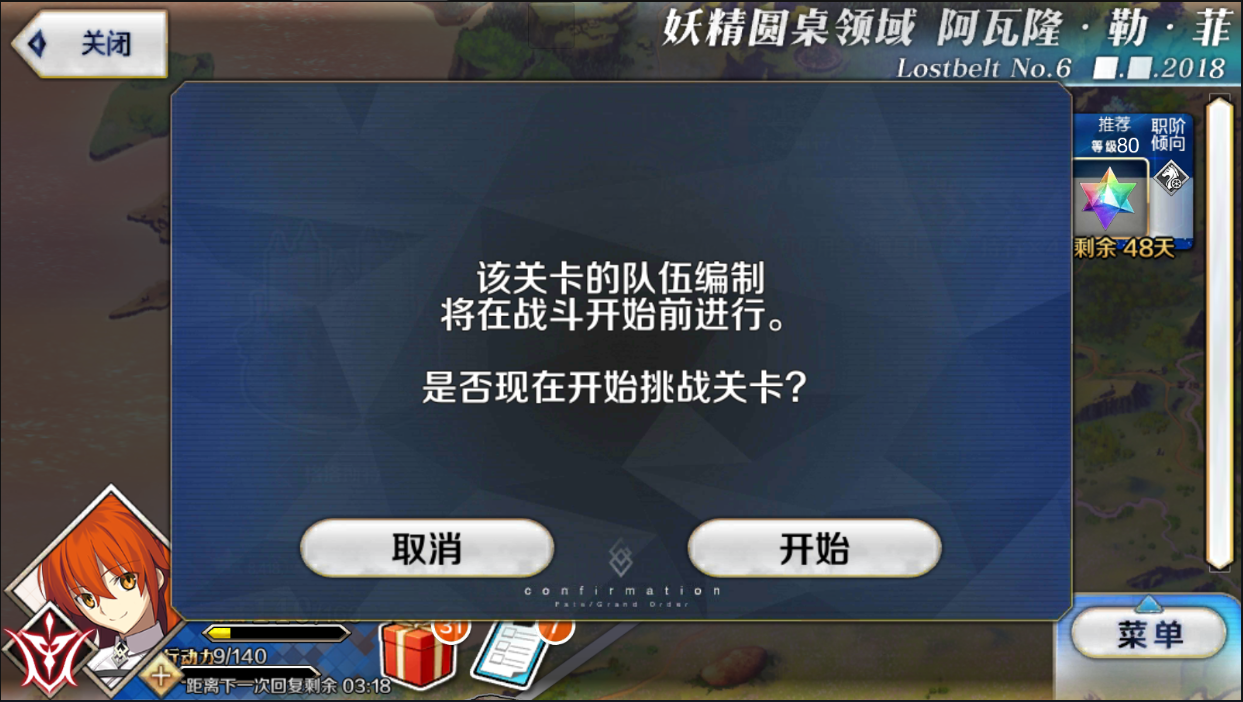 关闭
妖精圆桌领域 阿瓦隆·勒·菲
Lostbelt No.6 ■.■.2018
推荐
等级80
职阶
倾向
剩余 48天
该关卡的队伍编制
将在战斗开始前进行。
是否现在开始挑战关卡？
取消
开始
confirmation
Fate/Grand Order
31
行动力9/140
距离下一次回复剩余 03:18
菜单